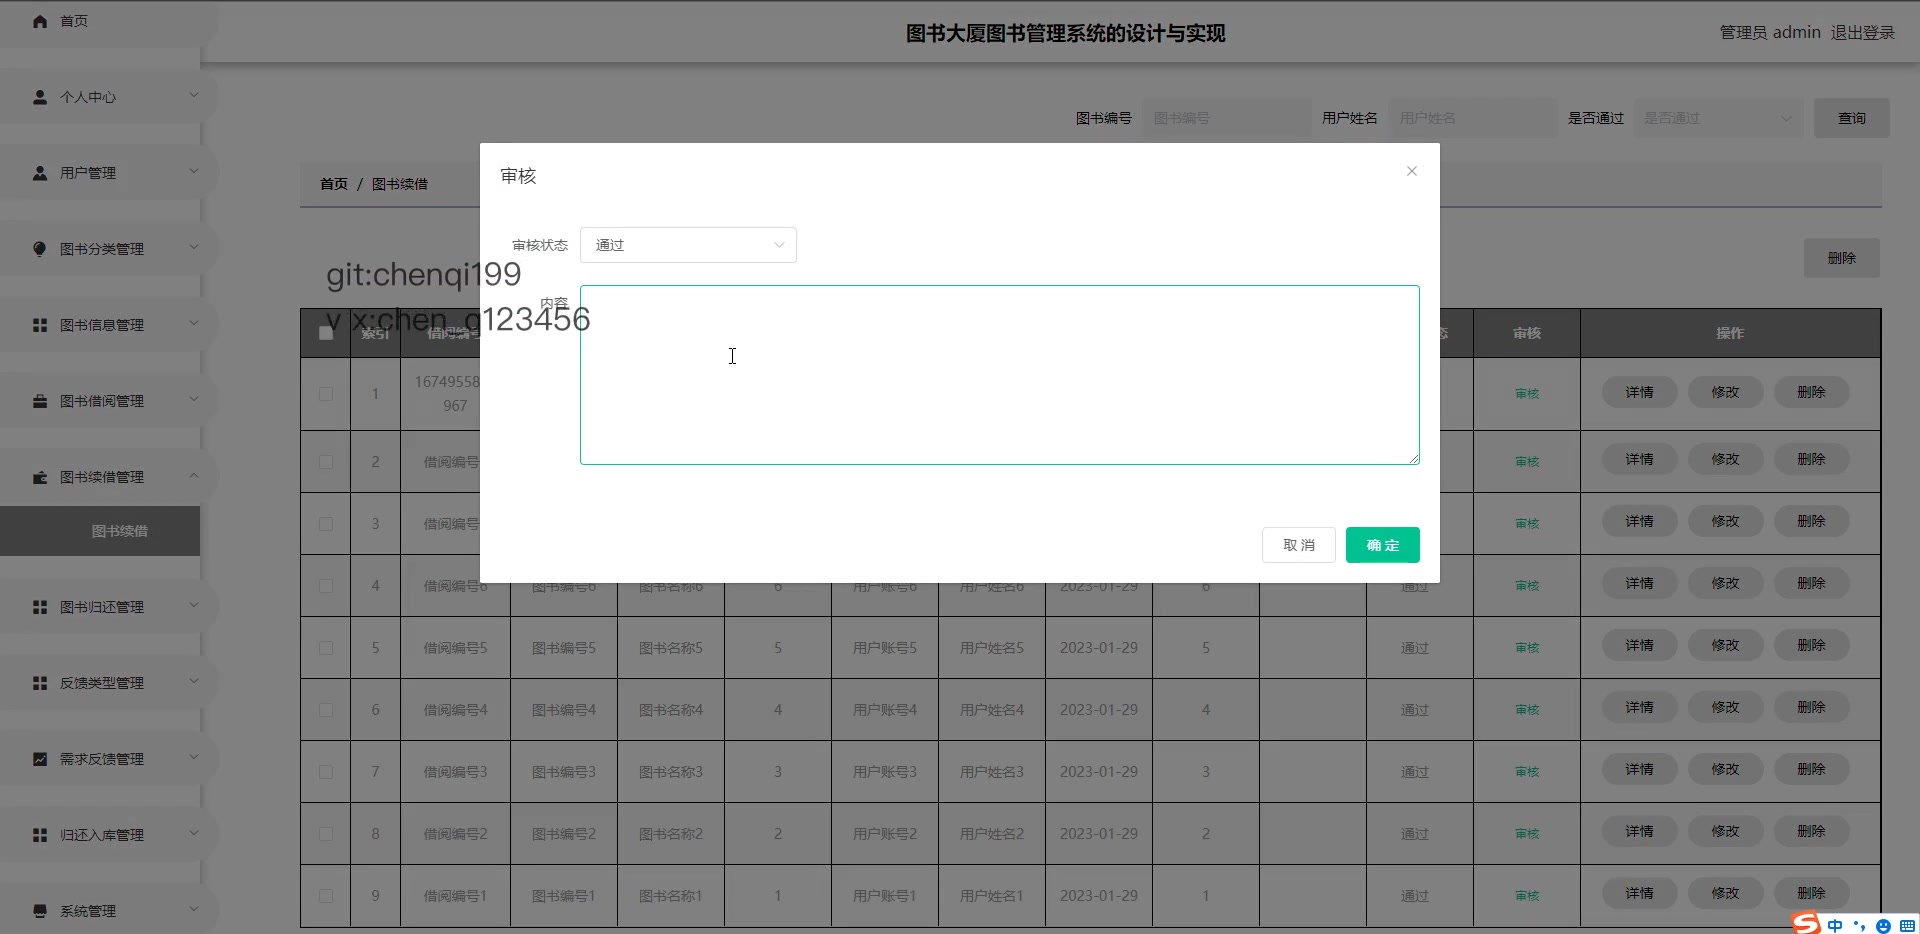 首页
图书大厦图书管理系统的设计与实现
管理员 admin 退出登录
个人中心
图书编号 图书编号 用户姓名 用户姓名 是否通过 是否通过 查询
用户管理
首页 / 图书续借
审核
审核状态 通过
图书分类管理
删除
git:chenqi199
内容
v x:chen_q123456
图书信息管理
索引 借阅编号 审核 操作
1 16749558 967 审核 详情 修改 删除
图书借阅管理
2 借阅编号 审核 详情 修改 删除
图书续借管理
3 借阅编号 审核 详情 修改 删除
图书续借
取消 确定
4 借阅编号6 图书编号6 图书名称6 6 用户账号6 用户姓名6 2023-01-29 6 通过 审核 详情 修改 删除
图书归还管理
5 借阅编号5 图书编号5 图书名称5 5 用户账号5 用户姓名5 2023-01-29 5 通过 审核 详情 修改 删除
反馈类型管理
6 借阅编号4 图书编号4 图书名称4 4 用户账号4 用户姓名4 2023-01-29 4 通过 审核 详情 修改 删除
需求反馈管理
7 借阅编号3 图书编号3 图书名称3 3 用户账号3 用户姓名3 2023-01-29 3 通过 审核 详情 修改 删除
归还入库管理
8 借阅编号2 图书编号2 图书名称2 2 用户账号2 用户姓名2 2023-01-29 2 通过 审核 详情 修改 删除
9 借阅编号1 图书编号1 图书名称1 1 用户账号1 用户姓名1 2023-01-29 1 通过 审核 详情 修改 删除
系统管理
中